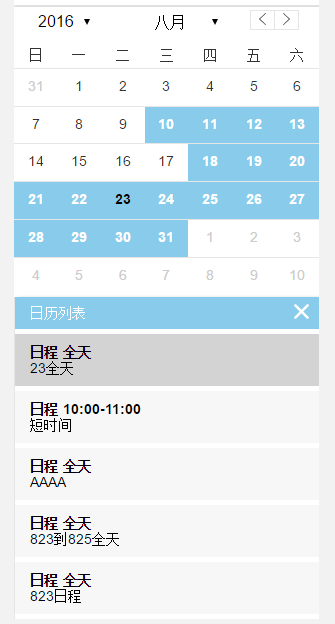 2016 ▼ 八月 ▼
日 一 二 三 四 五 六
31 1 2 3 4 5 6
7 8 9 10 11 12 13
14 15 16 17 18 19 20
21 22 23 24 25 26 27
28 29 30 31 1 2 3
4 5 6 7 8 9 10
日历列表
日程 全天
23全天
日程 10:00-11:00
短时间
日程 全天
AAAA
日程 全天
823到825全天
日程 全天
823日程